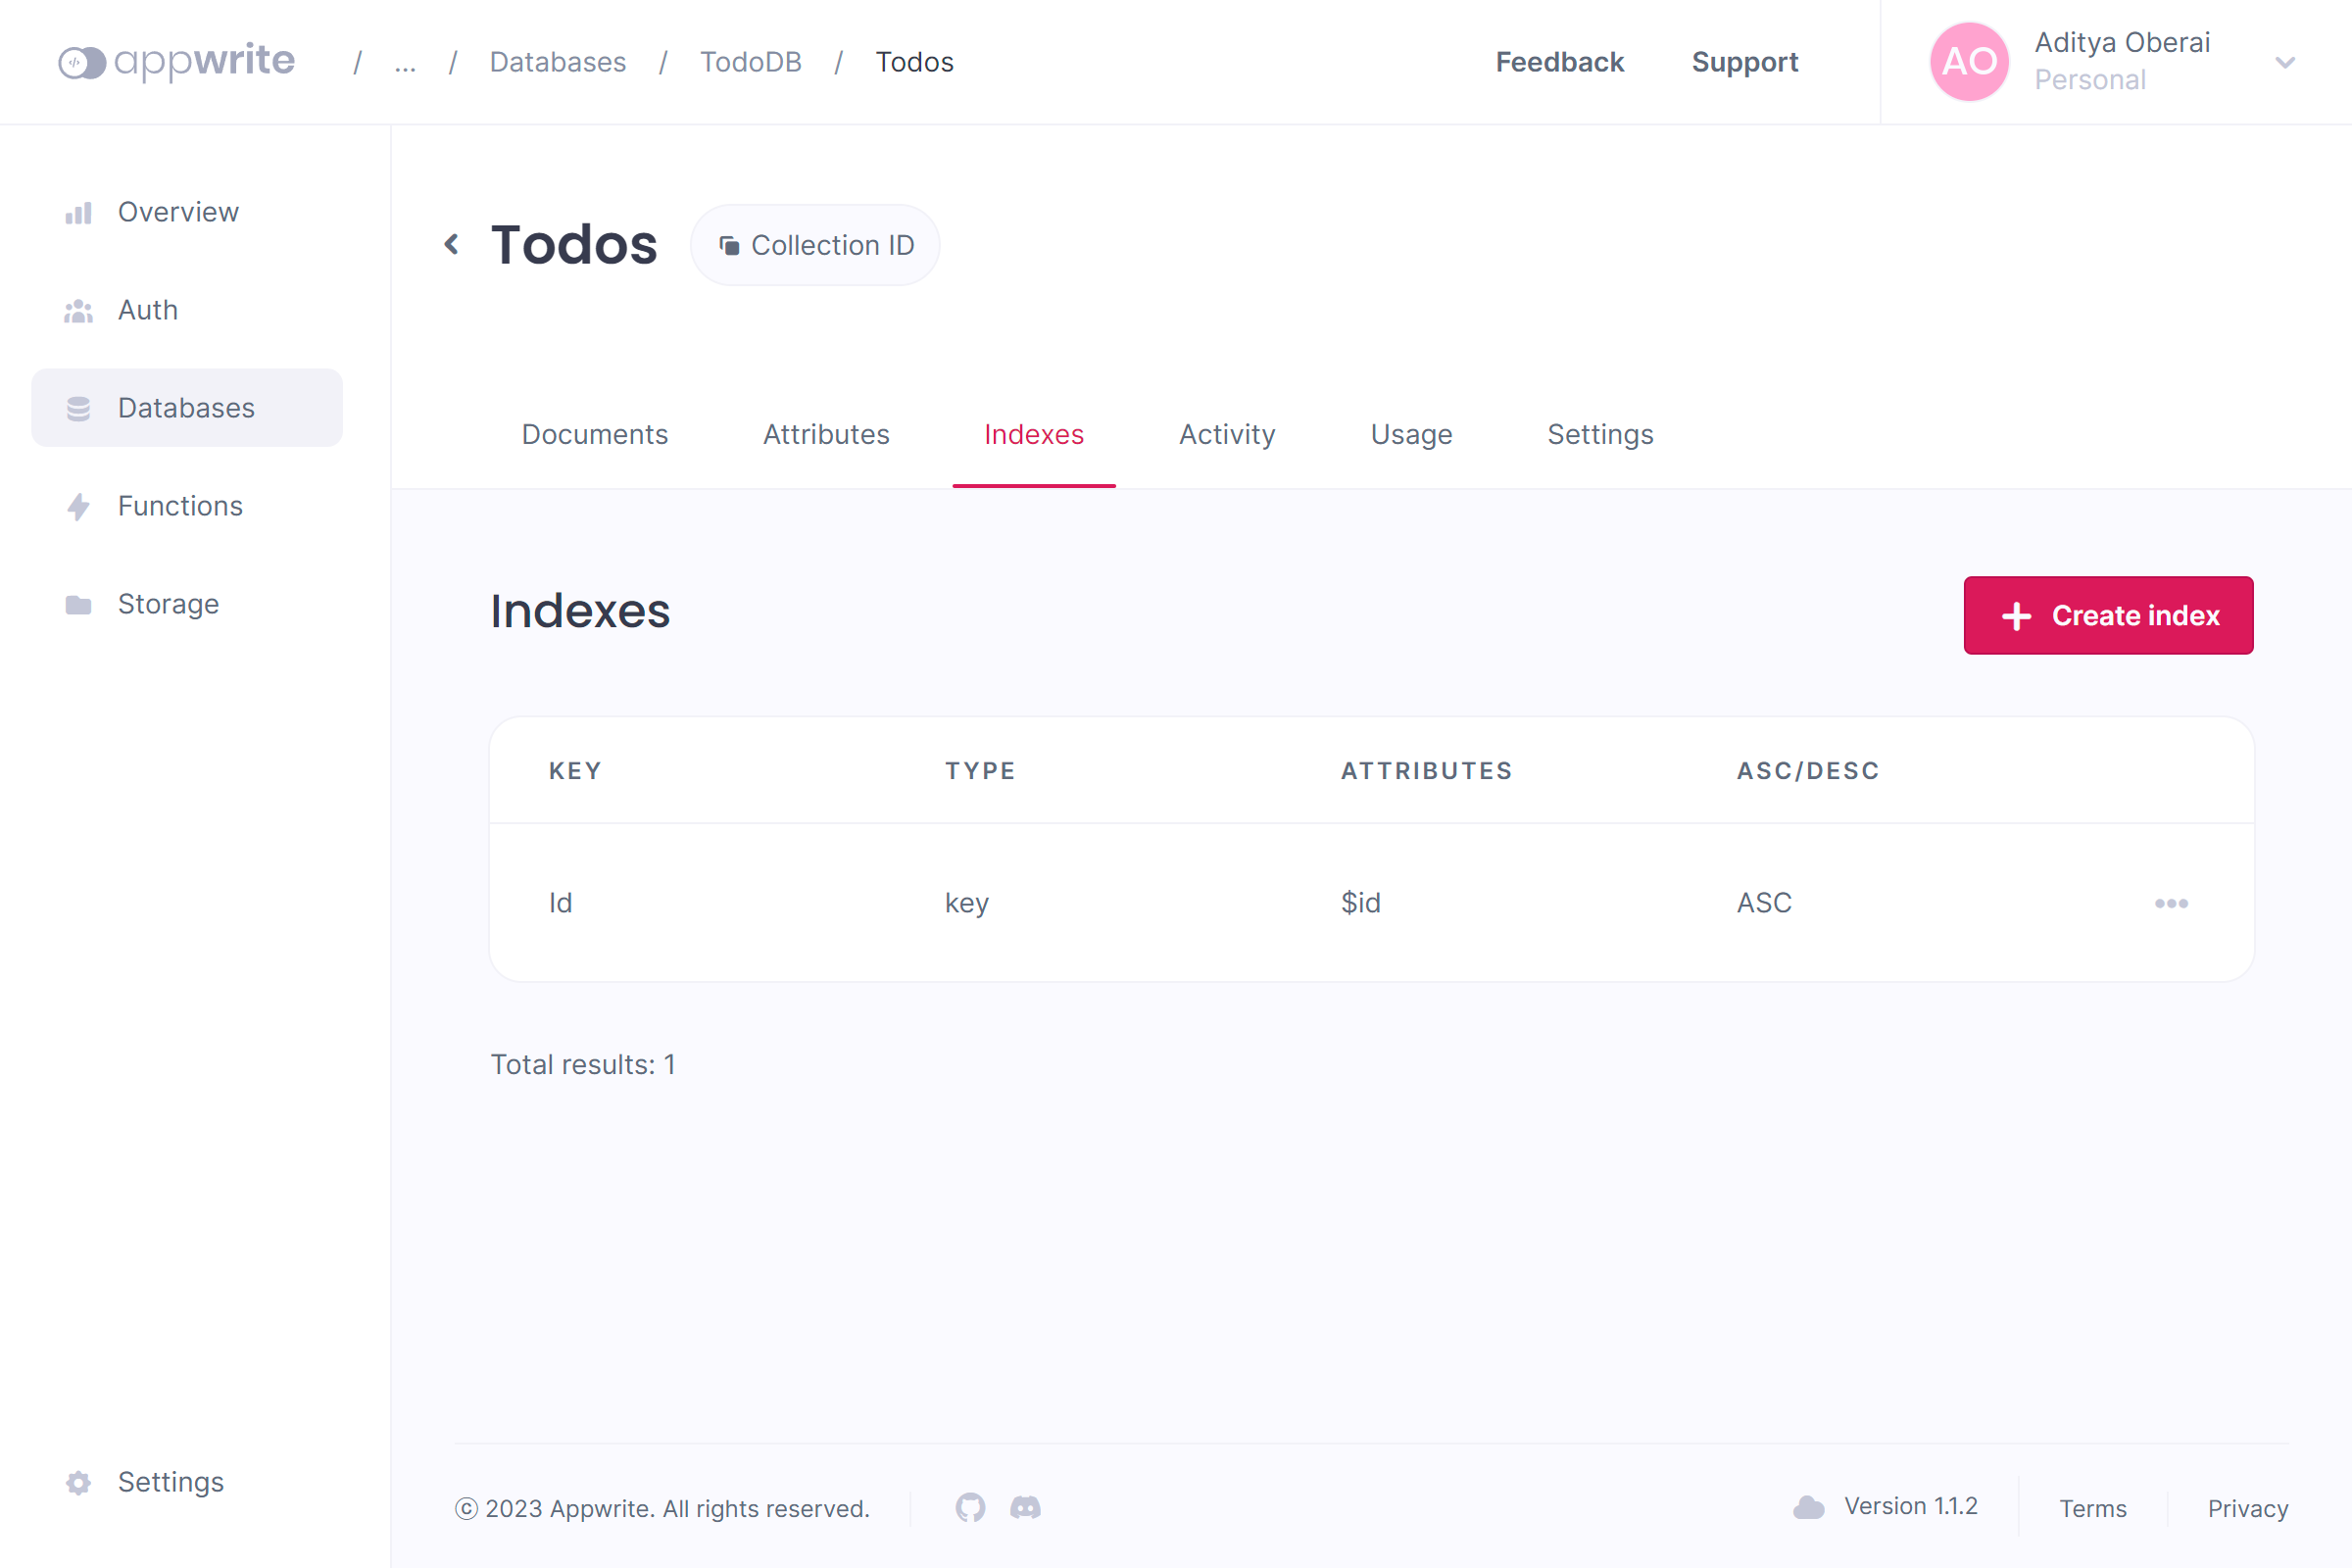 appwrite / ... / Databases / TodoDB / Todos Feedback Support AO Aditya Oberai
Personal
Overview
Auth
Databases
Functions
Storage
Settings
Todos Collection ID
Documents Attributes Indexes Activity Usage Settings
Indexes Create index
KEY TYPE ATTRIBUTES ASC/DESC
Id key $id ASC
Total results: 1
ⓒ 2023 Appwrite. All rights reserved. Version 1.1.2 Terms Privacy